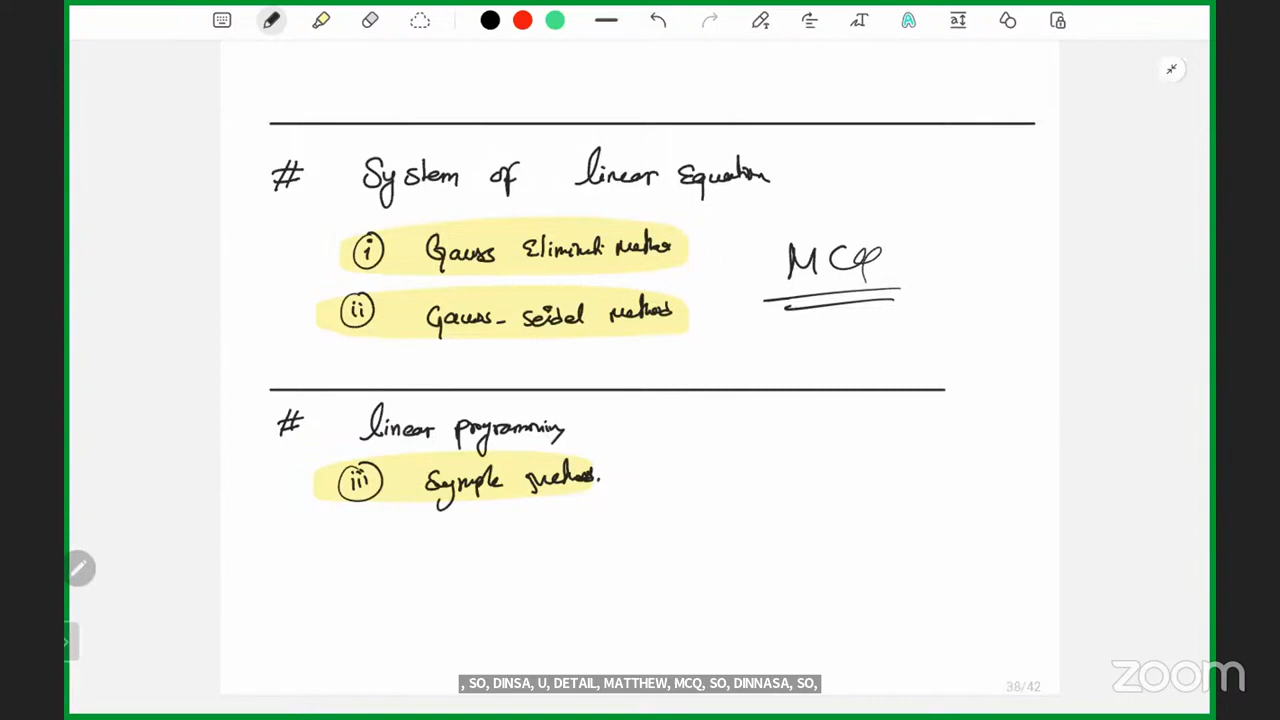 # System of linear Equation
i Gauss Eliminati method
MCQ
ii Gauss - Seidel method
# linear programming
iii Symple method.
, SO, DINSA, U, DETAIL, MATTHEW, MCQ, SO, DINNASA, SO,
38/42
zoom